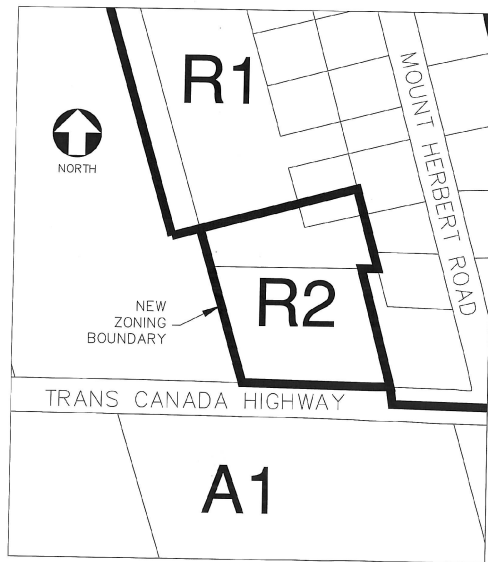 R1
MOUNT HERBERT ROAD
NORTH
R2
NEW
ZONING
BOUNDARY
TRANS CANADA HIGHWAY
A1